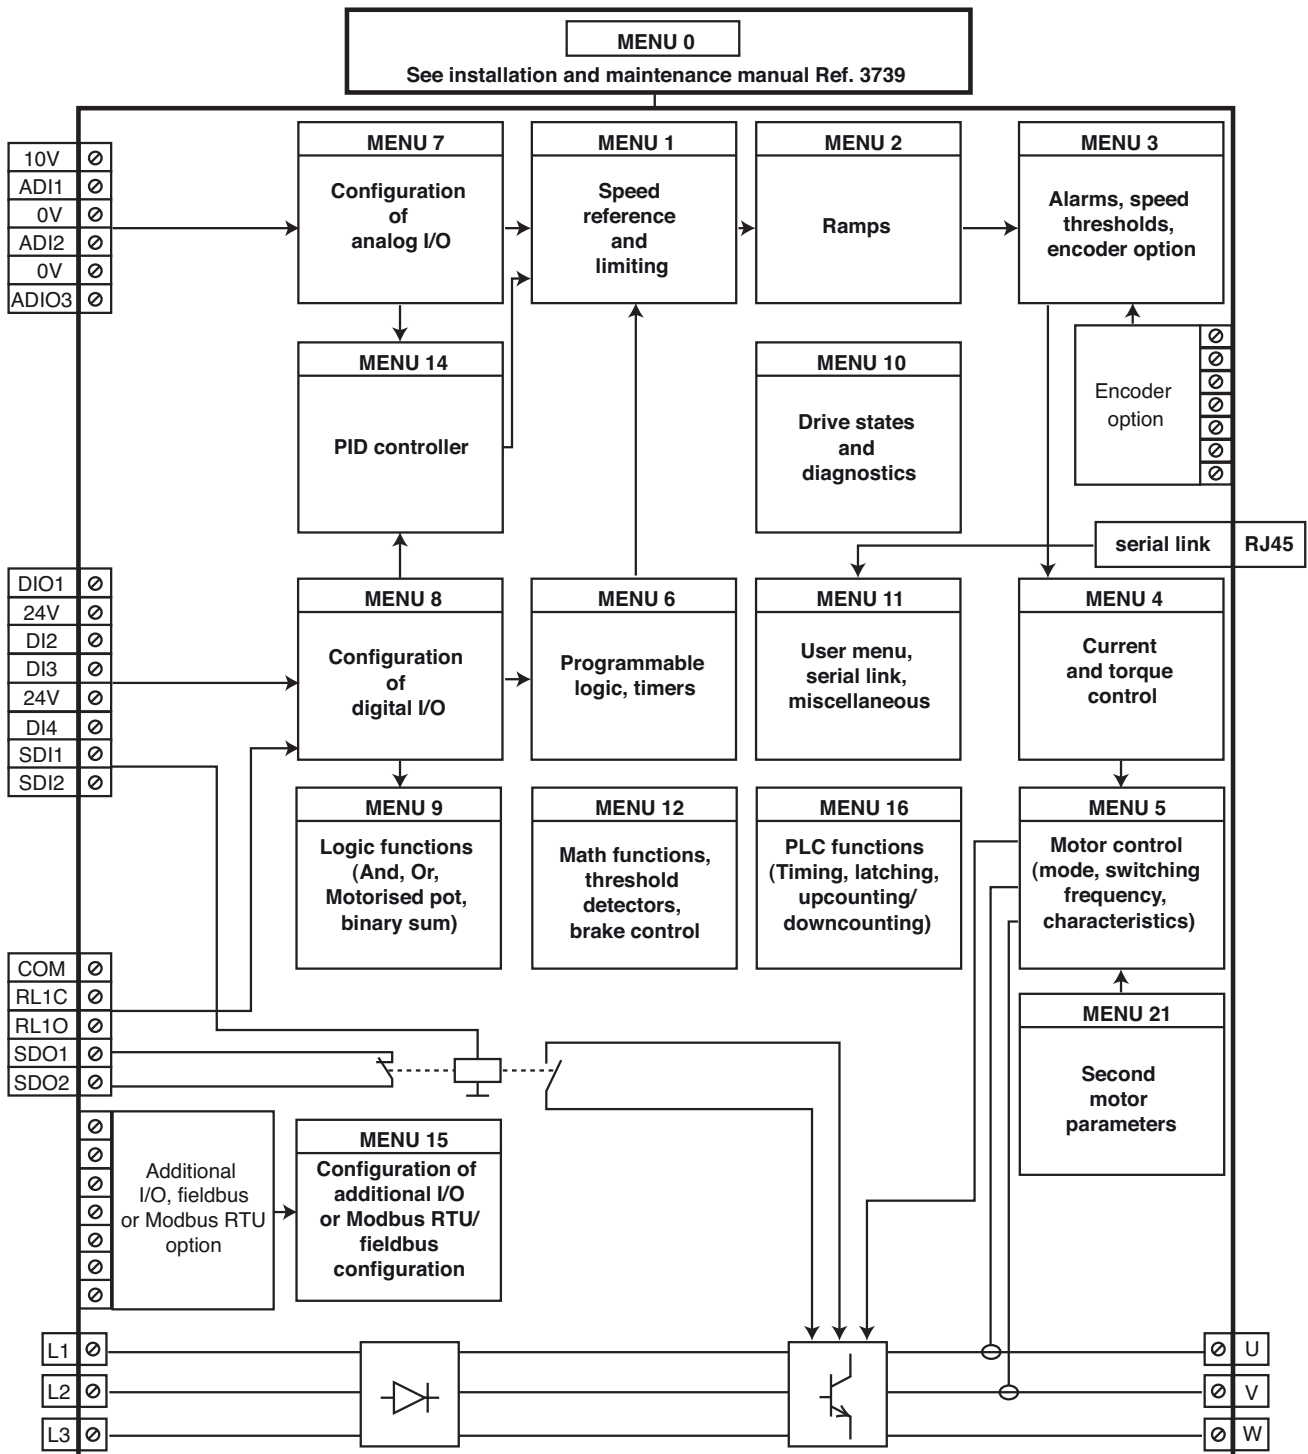 MENU 0
See installation and maintenance manual Ref. 3739
10V
ADI1
0V
ADI2
0V
ADIO3
MENU 7
Configuration
of
analog I/O
MENU 1
Speed
reference
and
limiting
MENU 2
Ramps
MENU 3
Alarms, speed
thresholds,
encoder option
MENU 14
PID controller
MENU 10
Drive states
and
diagnostics
Encoder
option
serial link
RJ45
DIO1
24V
DI2
DI3
24V
DI4
SDI1
SDI2
MENU 8
Configuration
of
digital I/O
MENU 6
Programmable
logic, timers
MENU 11
User menu,
serial link,
miscellaneous
MENU 4
Current
and torque
control
MENU 9
Logic functions
(And, Or,
Motorised pot,
binary sum)
MENU 12
Math functions,
threshold
detectors,
brake control
MENU 16
PLC functions
(Timing, latching,
upcounting/
downcounting)
MENU 5
Motor control
(mode, switching
frequency,
characteristics)
COM
RL1C
RL1O
SDO1
SDO2
MENU 21
Second
motor
parameters
Additional
I/O, fieldbus
or Modbus RTU
option
MENU 15
Configuration of
additional I/O
or Modbus RTU/
fieldbus
configuration
L1
L2
L3
U
V
W